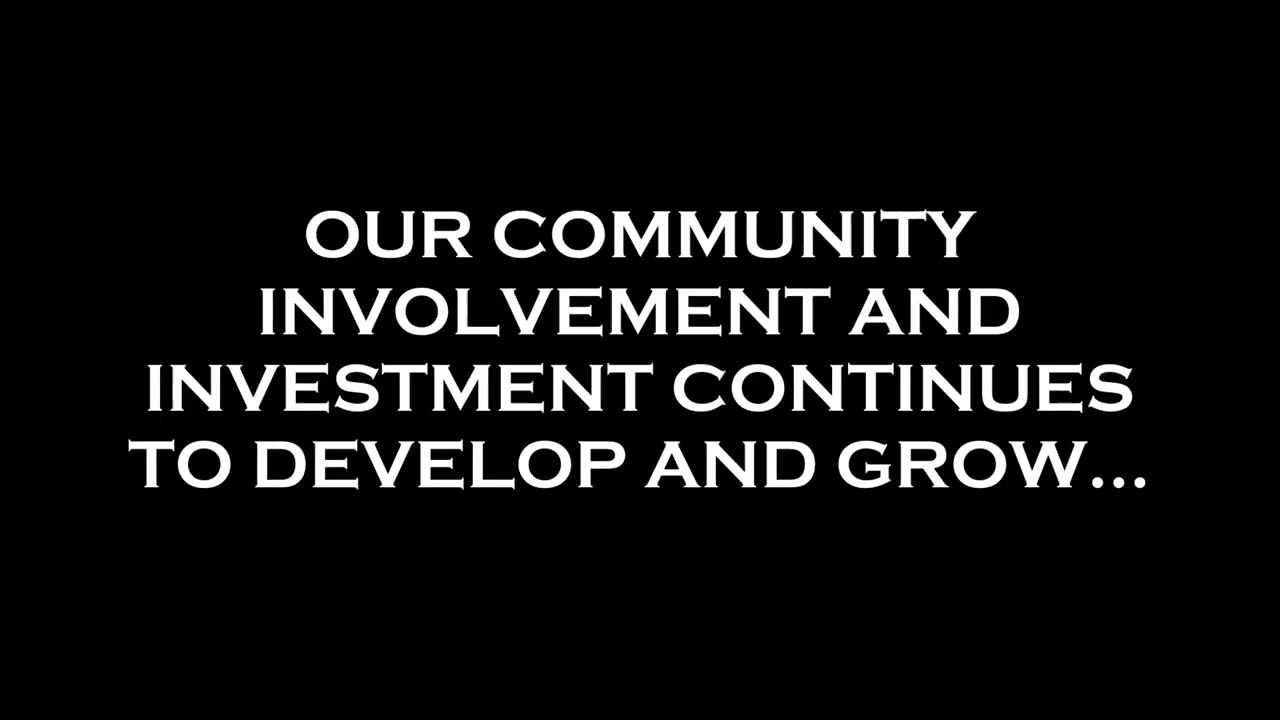 OUR COMMUNITY
INVOLVEMENT AND
INVESTMENT CONTINUES
TO DEVELOP AND GROW...